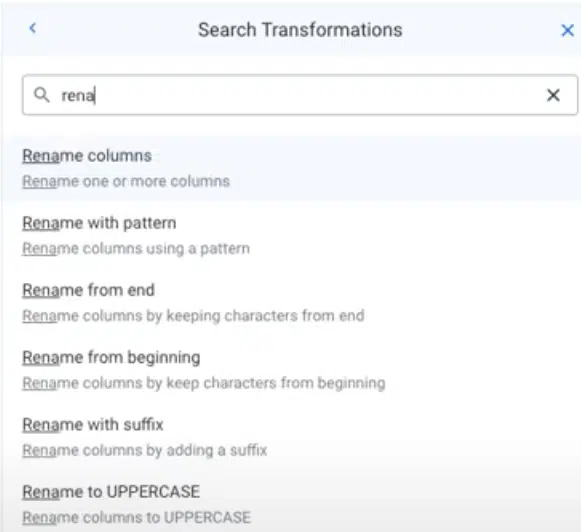 Search Transformations
rena
Rename columns
Rename one or more columns
Rename with pattern
Rename columns using a pattern
Rename from end
Rename columns by keeping characters from end
Rename from beginning
Rename columns by keep characters from beginning
Rename with suffix
Rename columns by adding a suffix
Rename to UPPERCASE
Rename columns to UPPERCASE